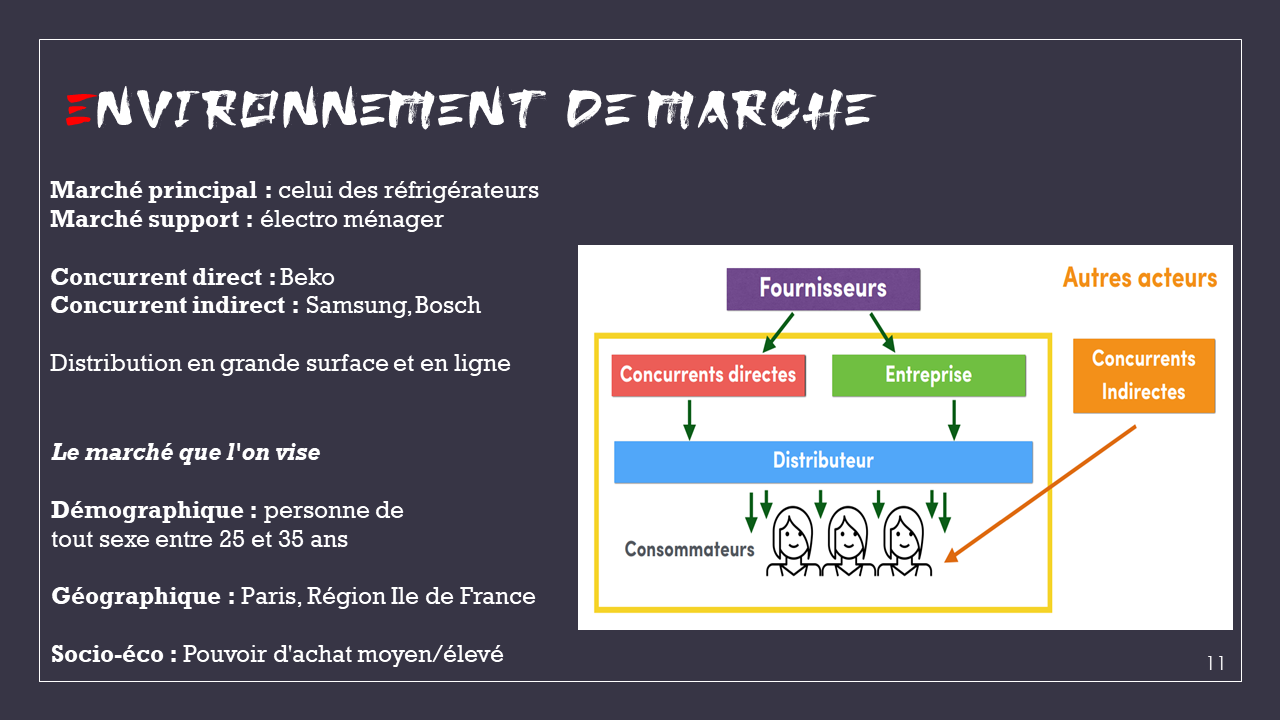 ENVIRONNEMENT DE MARCHE
Marché principal : celui des réfrigérateurs
Marché support : électro ménager
Concurrent direct : Beko
Concurrent indirect : Samsung, Bosch
Distribution en grande surface et en ligne
Le marché que l'on vise
Démographique : personne de
tout sexe entre 25 et 35 ans
Géographique : Paris, Région Ile de France
Socio-éco : Pouvoir d'achat moyen/élevé
Fournisseurs
Autres acteurs
Concurrents directes
Entreprise
Concurrents
Indirectes
Distributeur
Consommateurs
11